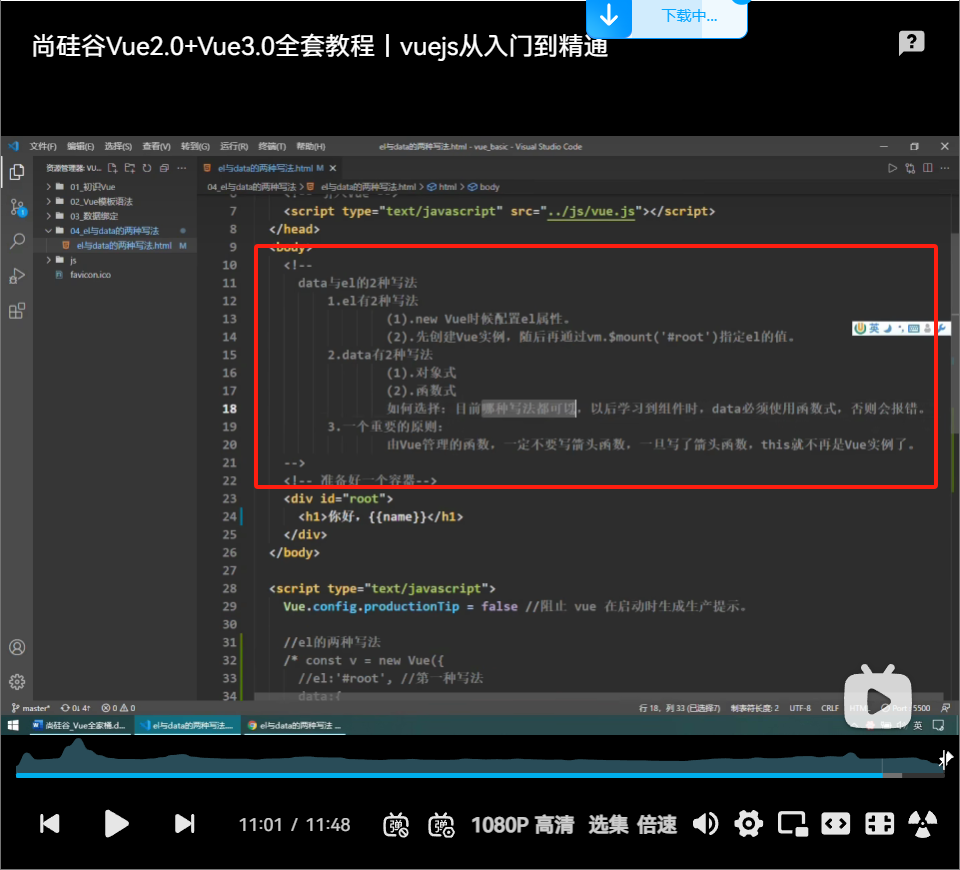 下载中...
尚硅谷Vue2.0+Vue3.0全套教程丨vuejs从入门到精通
文件(F) 编辑(E) 选择(S) 查看(V) 转到(G) 运行(R) 终端(T) 帮助(H) el与data的两种写法.html - vue_basic - Visual Studio Code
资源管理器: VU...
el与data的两种写法.html M
04_el与data的两种写法 > el与data的两种写法.html > html > body
01_初识Vue
02_Vue模板语法
03_数据绑定
04_el与data的两种写法
el与data的两种写法.html M
js
favicon.ico
7 <script type="text/javascript" src="../js/vue.js"></script>
8 </head>
9 <body>
10 <!--
11 data与el的2种写法
12 1.el有2种写法
13 (1).new Vue时候配置el属性。
14 (2).先创建Vue实例，随后再通过vm.$mount('#root')指定el的值。
15 2.data有2种写法
16 (1).对象式
17 (2).函数式
18 如何选择：目前哪种写法都可以，以后学习到组件时，data必须使用函数式，否则会报错。
19 3.一个重要的原则：
20 由Vue管理的函数，一定不要写箭头函数，一旦写了箭头函数，this就不再是Vue实例了。
21 -->
22 <!-- 准备好一个容器-->
23 <div id="root">
24 <h1>你好，{{name}}</h1>
25 </div>
26 </body>
27
28 <script type="text/javascript">
29 Vue.config.productionTip = false //阻止 vue 在启动时生成生产提示。
30
31 //el的两种写法
32 /* const v = new Vue({
33 //el:'#root', //第一种写法
34 data:{
英
master* 0↓ 4↑ 0 0 行 18，列 33 (已选择7) 制表符长度: 2 UTF-8 CRLF HTML Port : 5500
尚硅谷_Vue全家桶.d... el与data的两种写法... el与data的两种写法 ... 英
11:01 / 11:48 弹 弹 1080P 高清 选集 倍速